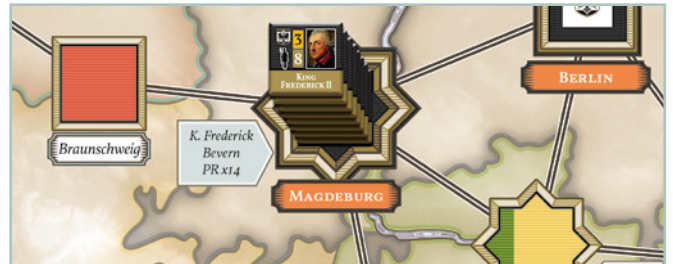 3
8
KING
FREDERICK II
BERLIN
Braunschweig
K. Frederick
Bevern
PR x14
MAGDEBURG